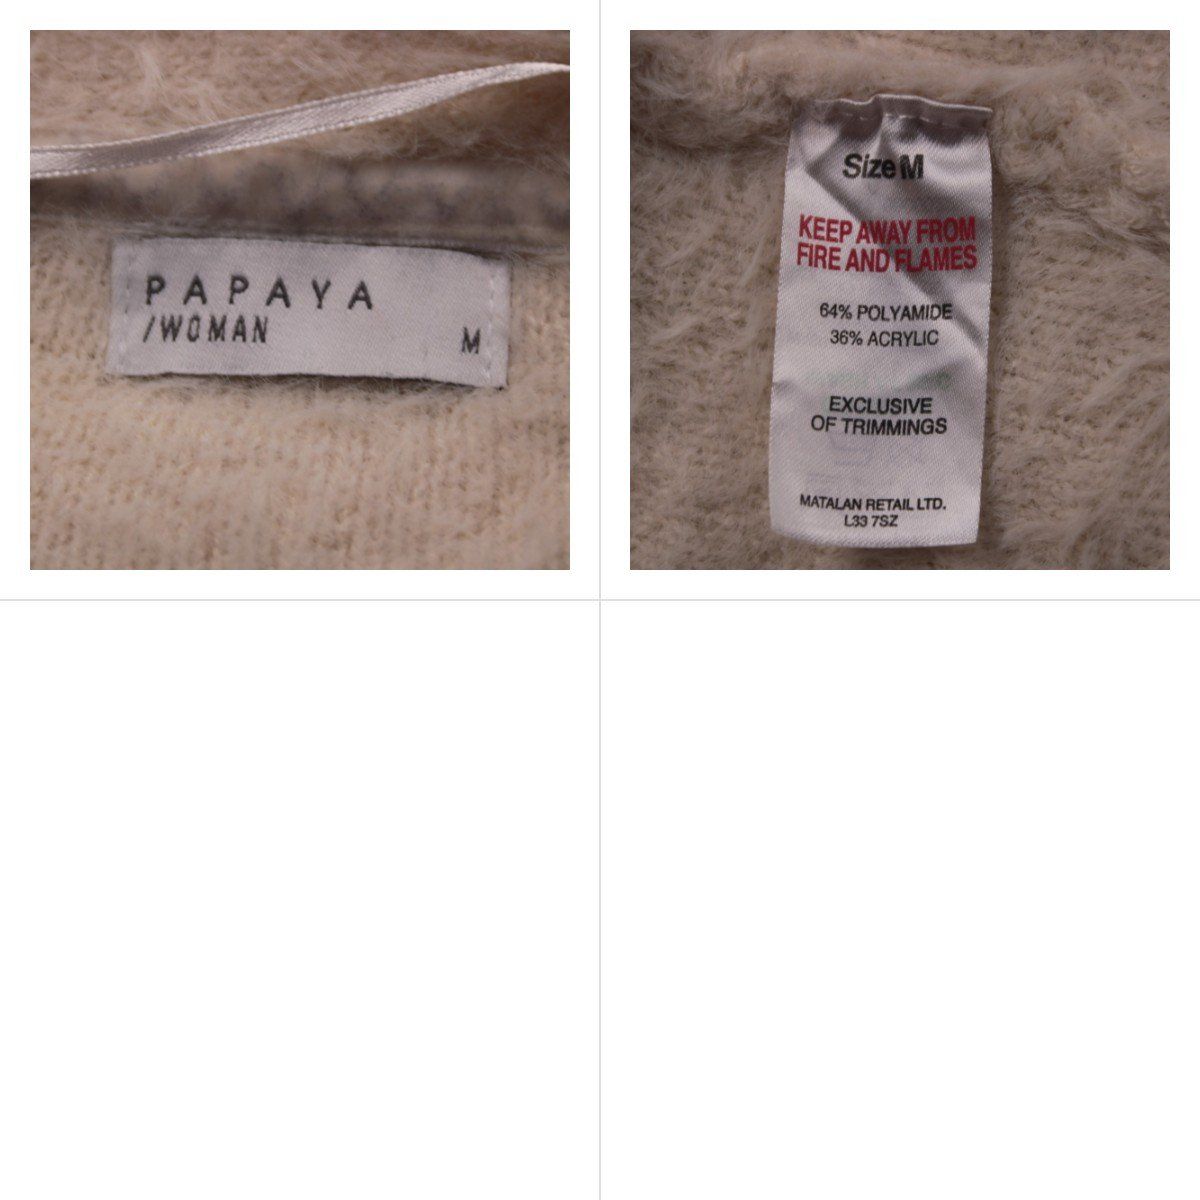 PAPAYA
/WOMAN
M
Size M
KEEP AWAY FROM
FIRE AND FLAMES
64% POLYAMIDE
36% ACRYLIC
EXCLUSIVE
OF TRIMMINGS
MATALAN RETAIL LTD.
L33 7SZ